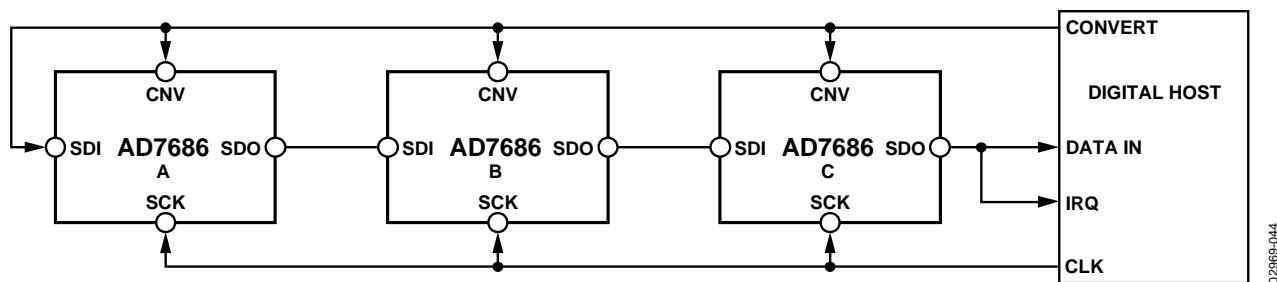 CONVERT
CNV
CNV
CNV
DIGITAL HOST
SDI AD7686 SDO
A
SDI AD7686 SDO
B
SDI AD7686 SDO
C
DATA IN
SCK
SCK
SCK
IRQ
CLK
02969-044